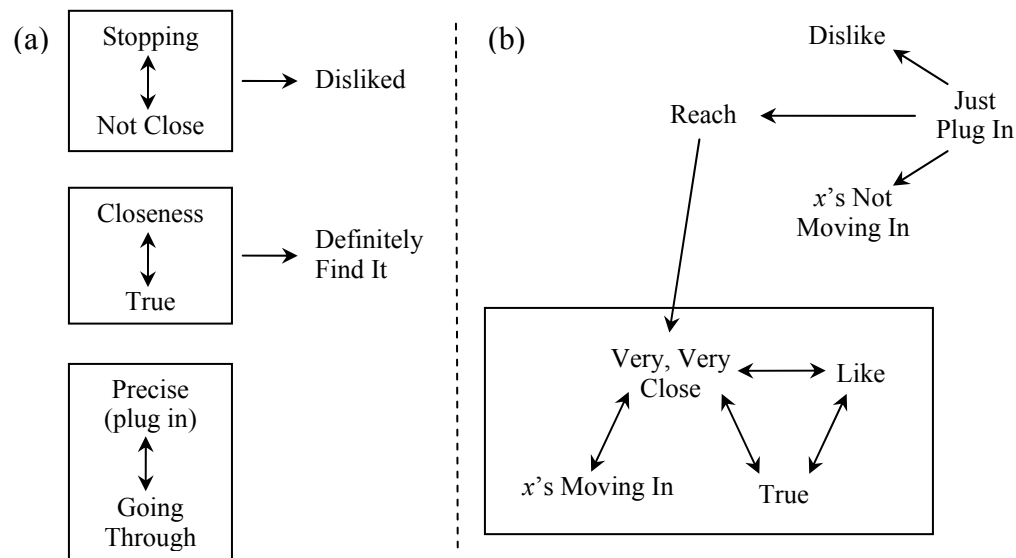 (a)
Stopping
Not Close
Disliked
Closeness
True
Definitely
Find It
Precise
(plug in)
Going
Through
(b)
Dislike
Just
Plug In
Reach
x's Not
Moving In
Very, Very
Close
Like
x's Moving In
True